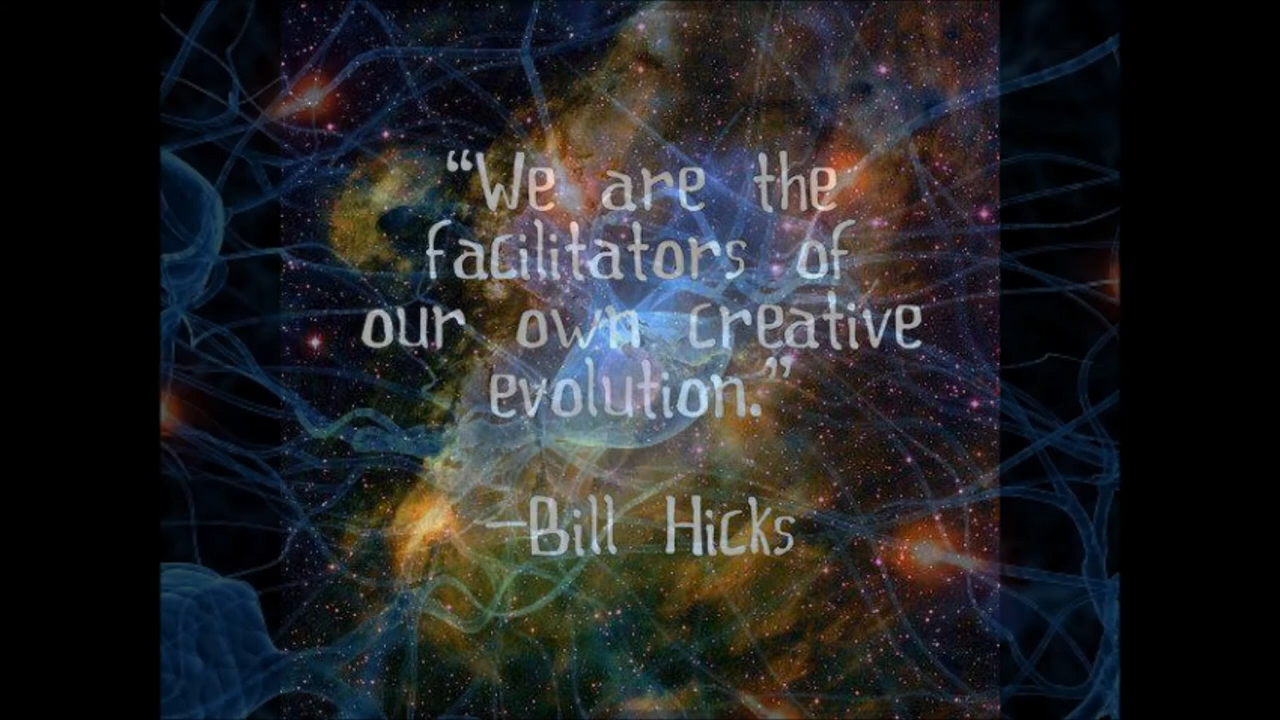 “We are the
facilitators of
our own creative
evolution.”
-Bill Hicks